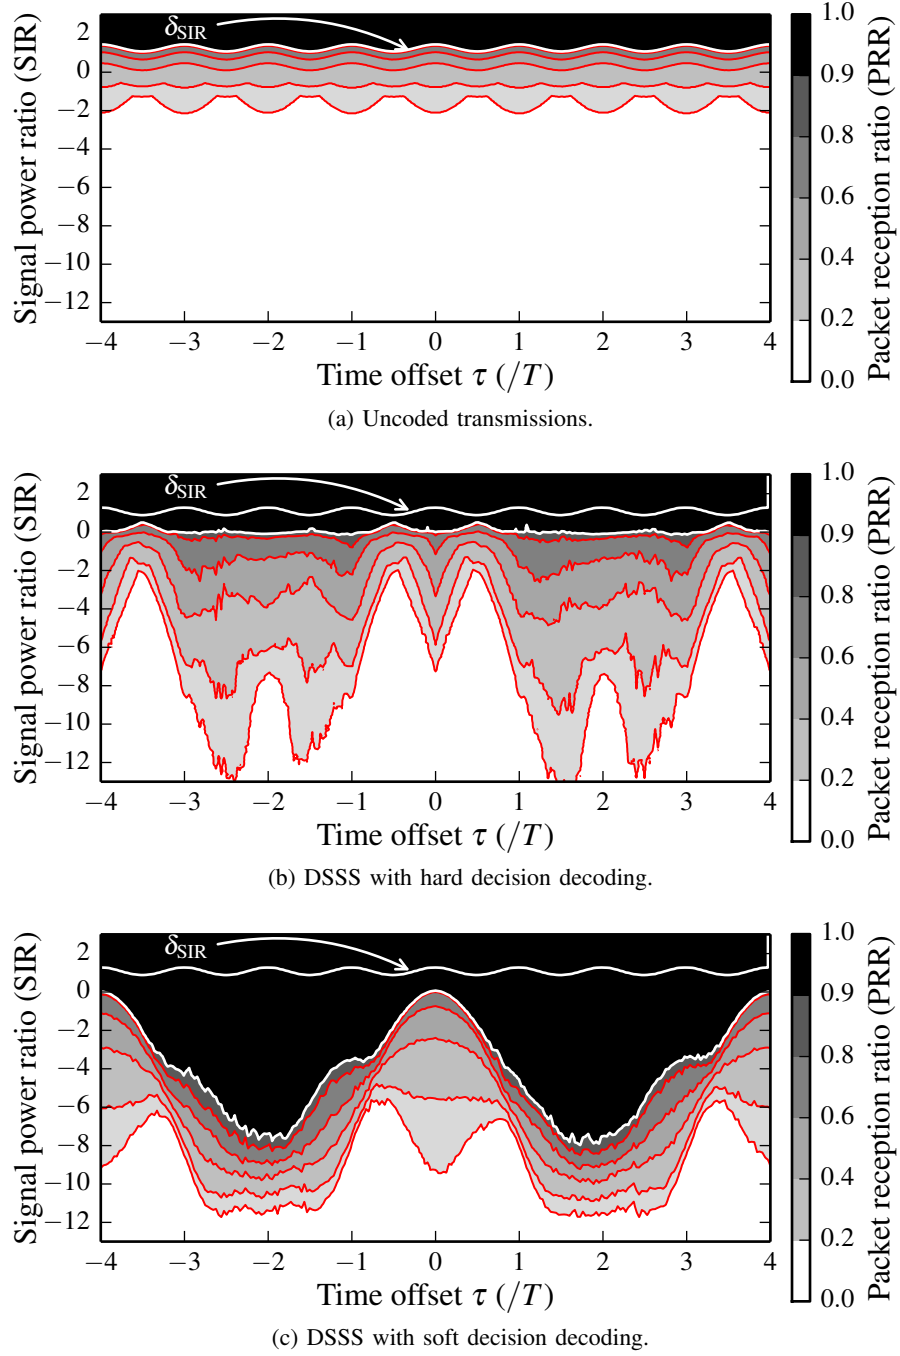 δSIR
Signal power ratio (SIR)
2
0
−2
−4
−6
−8
−10
−12
−4 −3 −2 −1 0 1 2 3 4
Time offset τ (/T)
1.0
0.9
0.8
0.6
0.4
0.2
0.0
Packet reception ratio (PRR)
(a) Uncoded transmissions.
δSIR
Signal power ratio (SIR)
2
0
−2
−4
−6
−8
−10
−12
−4 −3 −2 −1 0 1 2 3 4
Time offset τ (/T)
1.0
0.9
0.8
0.6
0.4
0.2
0.0
Packet reception ratio (PRR)
(b) DSSS with hard decision decoding.
δSIR
Signal power ratio (SIR)
2
0
−2
−4
−6
−8
−10
−12
−4 −3 −2 −1 0 1 2 3 4
Time offset τ (/T)
1.0
0.9
0.8
0.6
0.4
0.2
0.0
Packet reception ratio (PRR)
(c) DSSS with soft decision decoding.